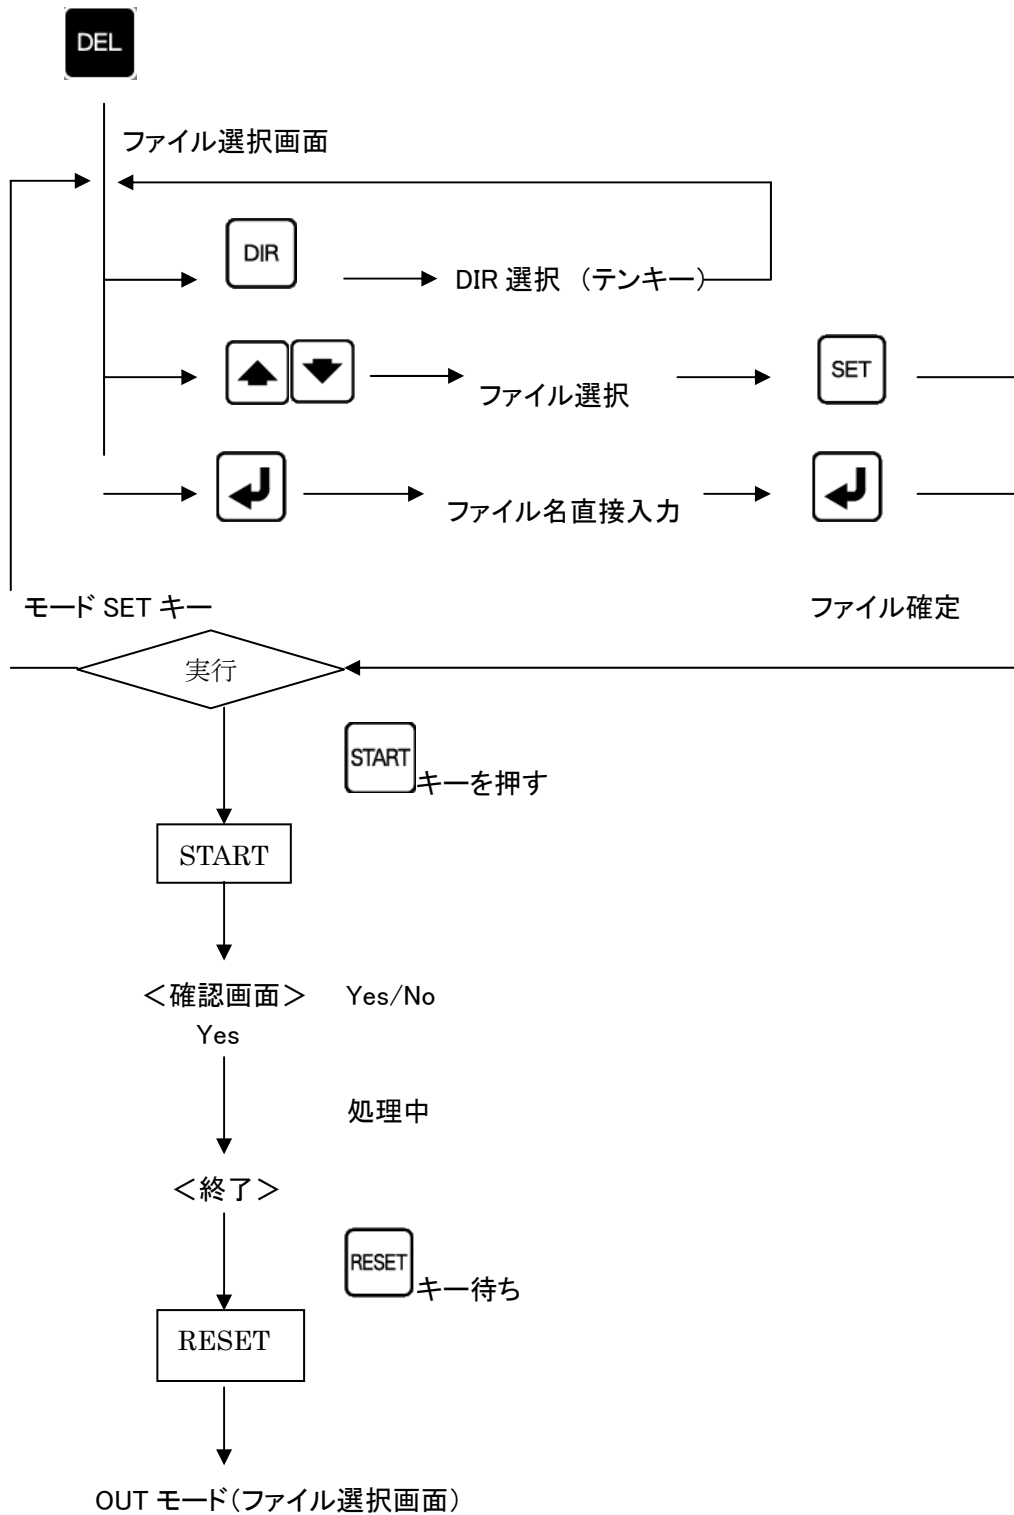 DEL
ファイル選択画面
DIR
DIR 選択 （テンキー）
ファイル選択
SET
ファイル名直接入力
モード SET キー
ファイル確定
実行
START
キーを押す
START
＜確認画面＞ Yes/No
Yes
処理中
＜終了＞
RESET
キー待ち
RESET
OUT モード（ファイル選択画面）